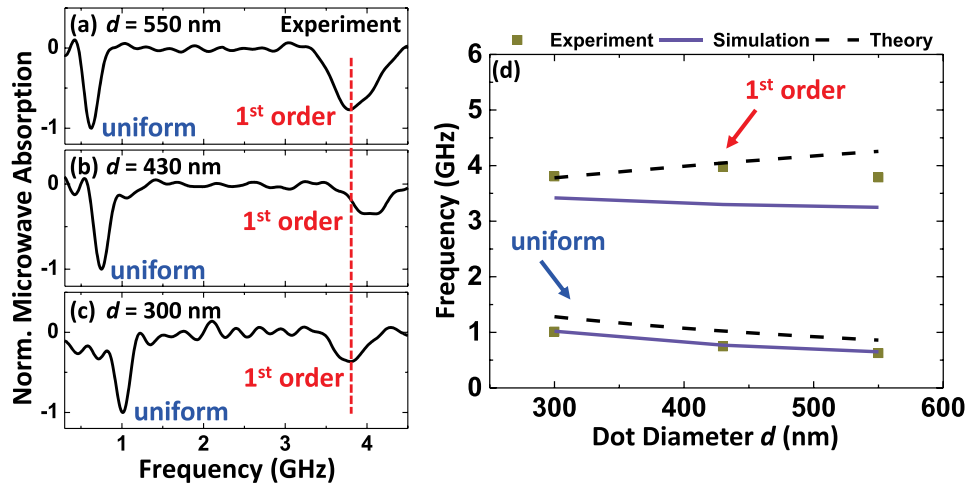 (a) d = 550 nm Experiment
0
1st order
-1
uniform
(b) d = 430 nm
0
1st order
-1
uniform
(c) d = 300 nm
0
1st order
-1
uniform
1 2 3 4
Frequency (GHz)
Norm. Microwave Absorption
Experiment Simulation Theory
(d)
1st order
uniform
6
5
4
3
2
1
0
Frequency (GHz)
300 400 500 600
Dot Diameter d (nm)